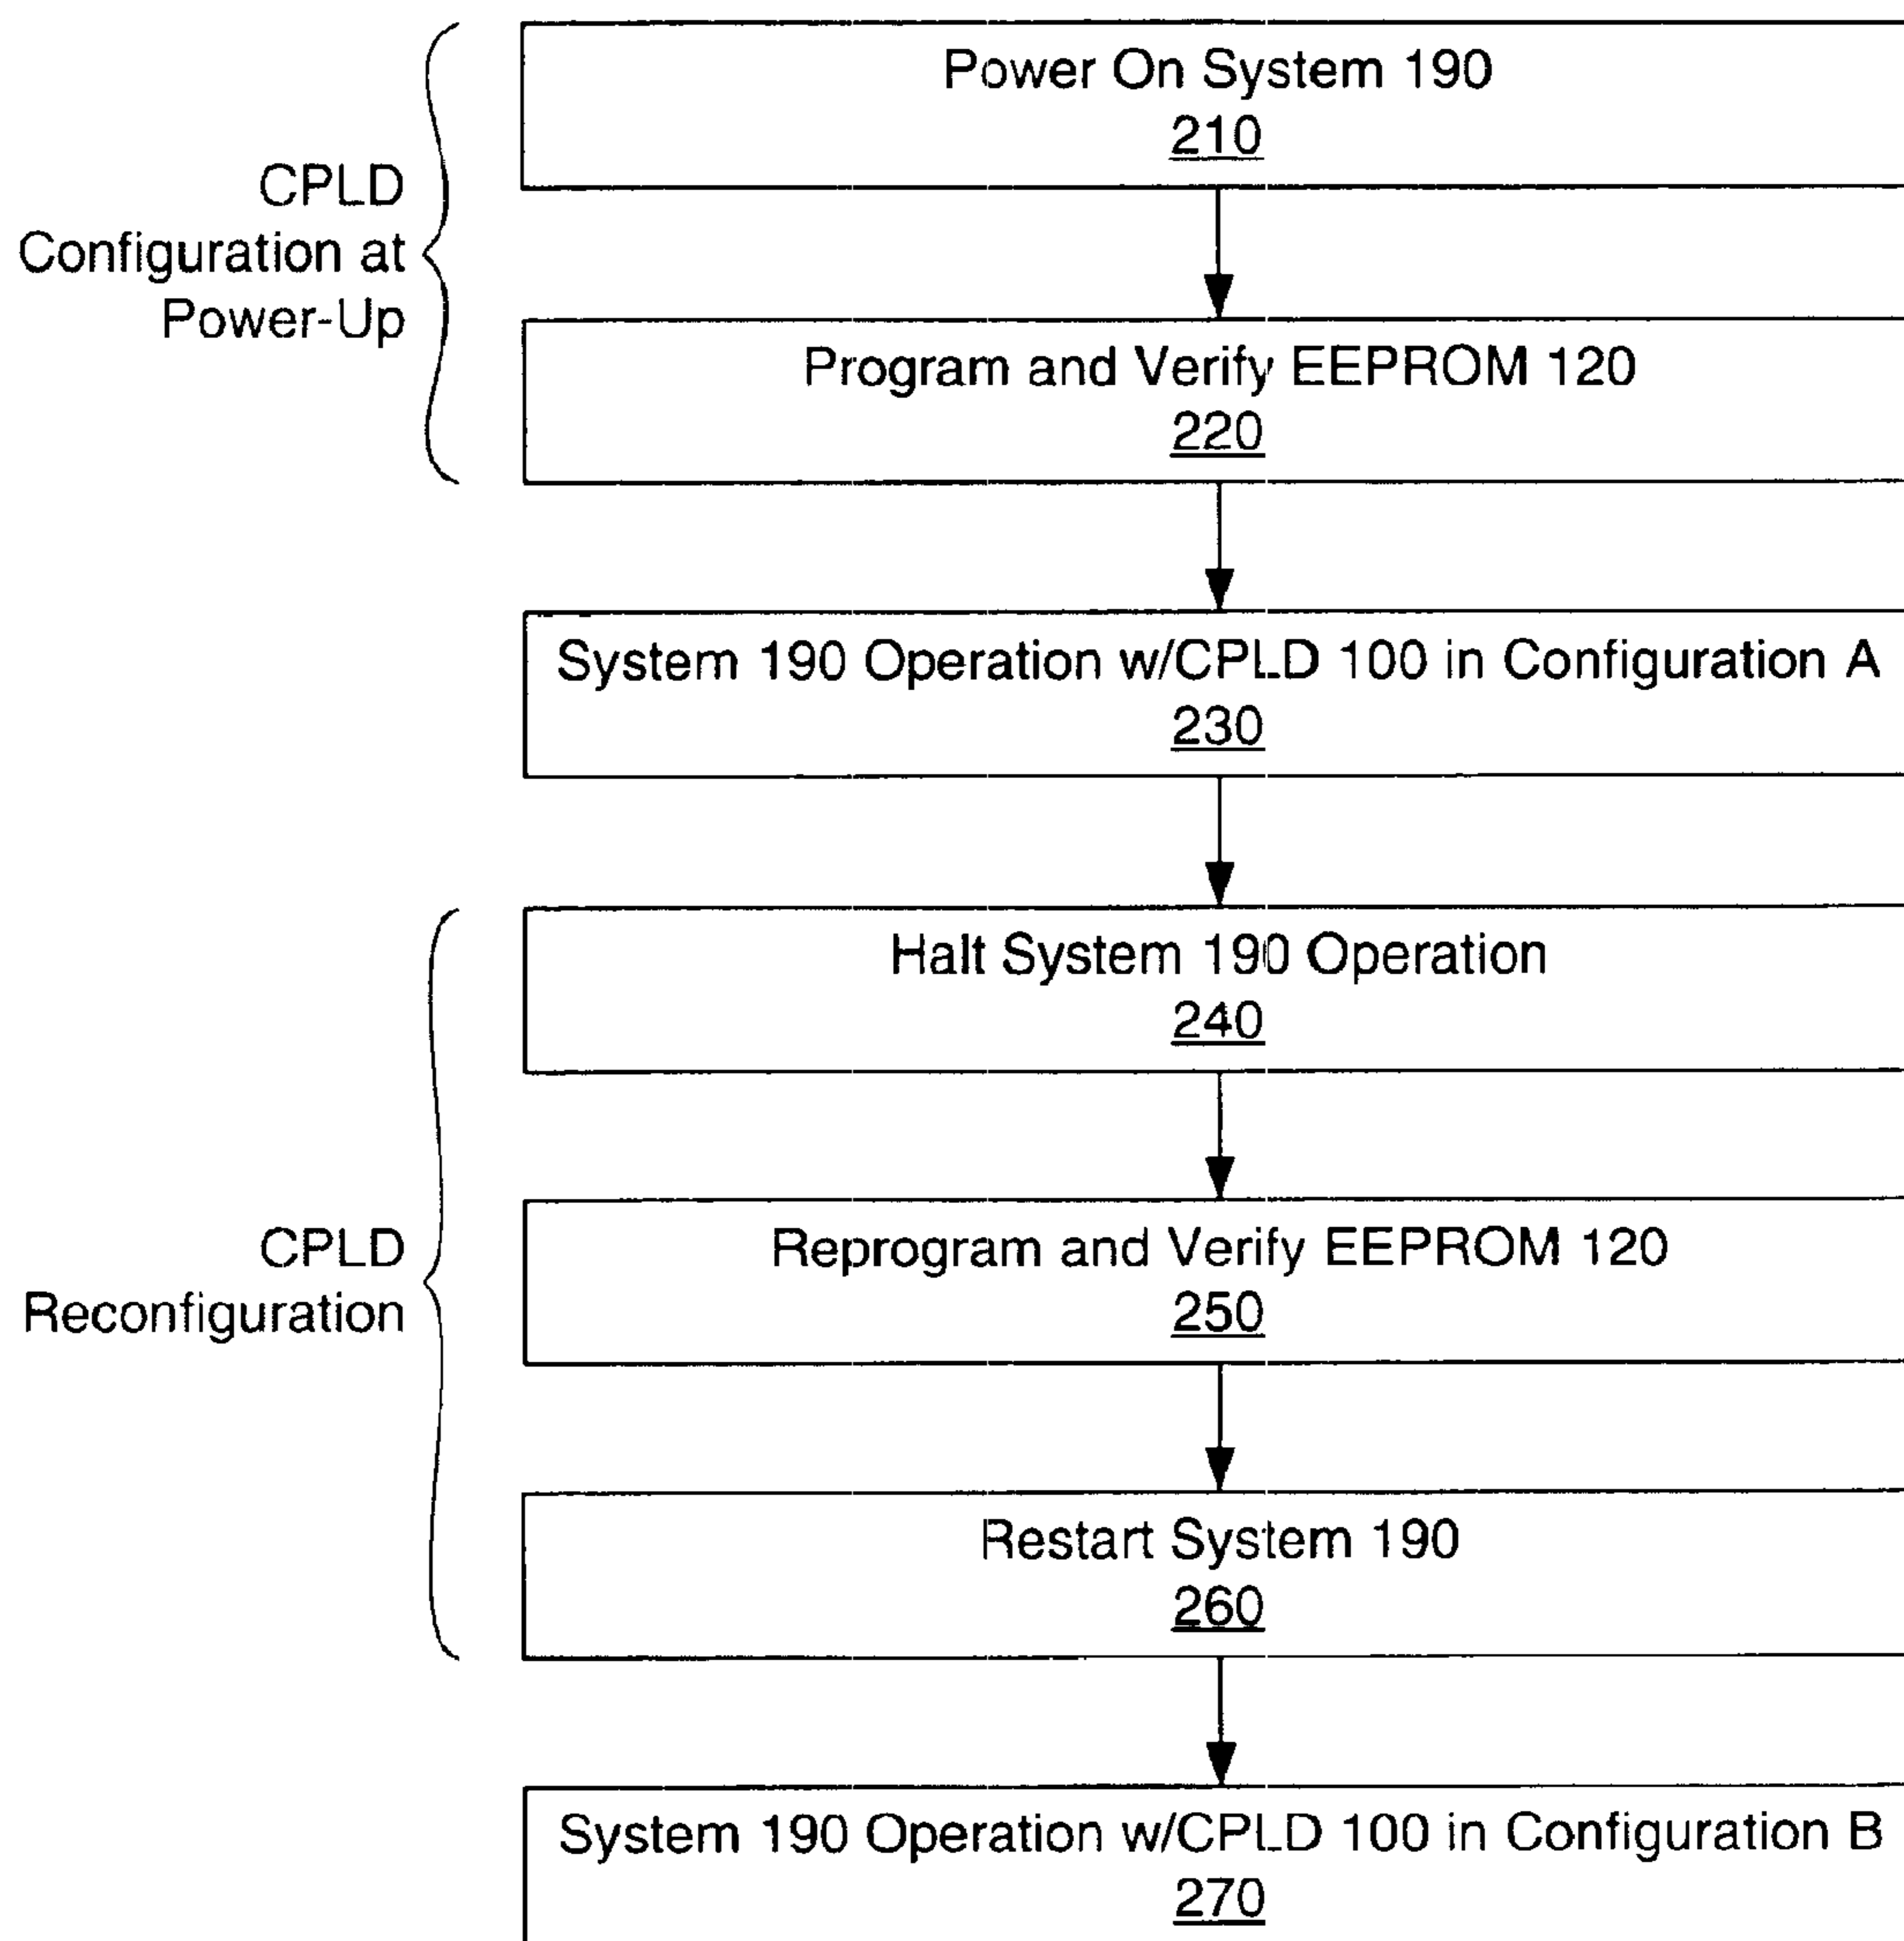 Power On System 190
210
CPLD
Configuration at
Power-Up
Program and Verify EEPROM 120
220
System 190 Operation w/CPLD 100 in Configuration A
230
Halt System 190 Operation
240
CPLD
Reconfiguration
Reprogram and Verify EEPROM 120
250
Restart System 190
260
System 190 Operation w/CPLD 100 in Configuration B
270